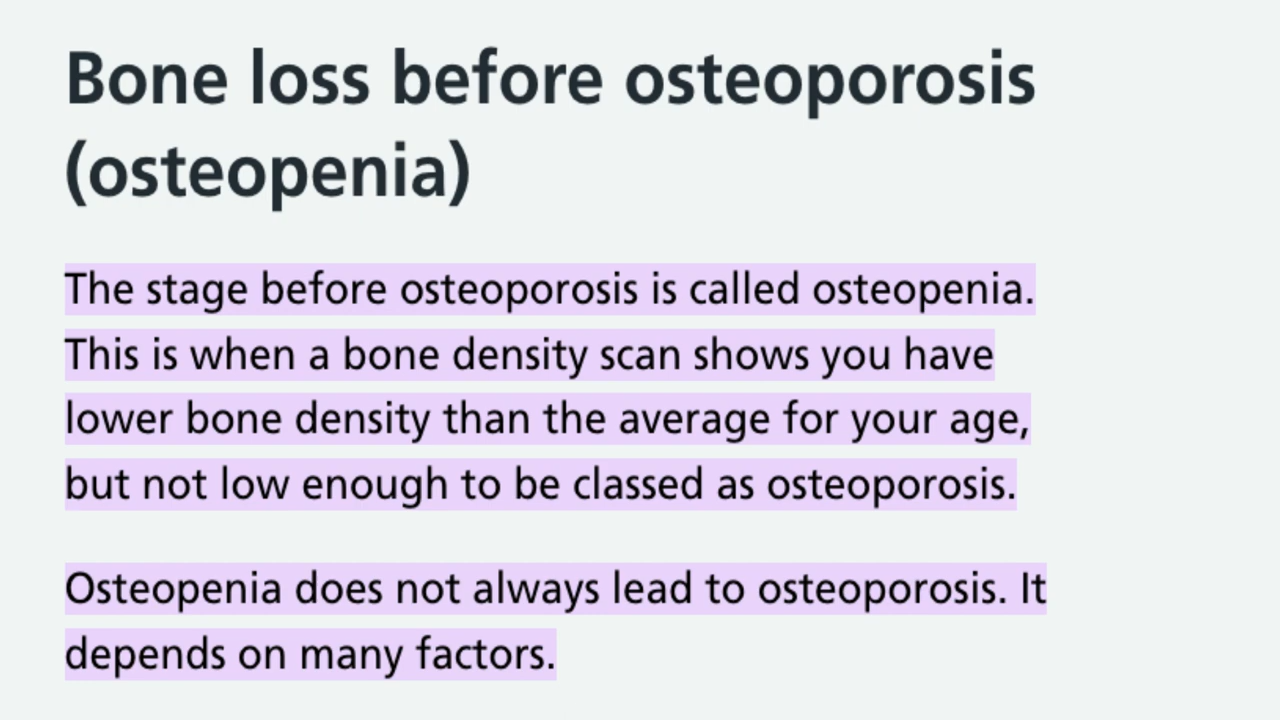 Bone loss before osteoporosis
(osteopenia)
The stage before osteoporosis is called osteopenia.
This is when a bone density scan shows you have
lower bone density than the average for your age,
but not low enough to be classed as osteoporosis.
Osteopenia does not always lead to osteoporosis. It
depends on many factors.